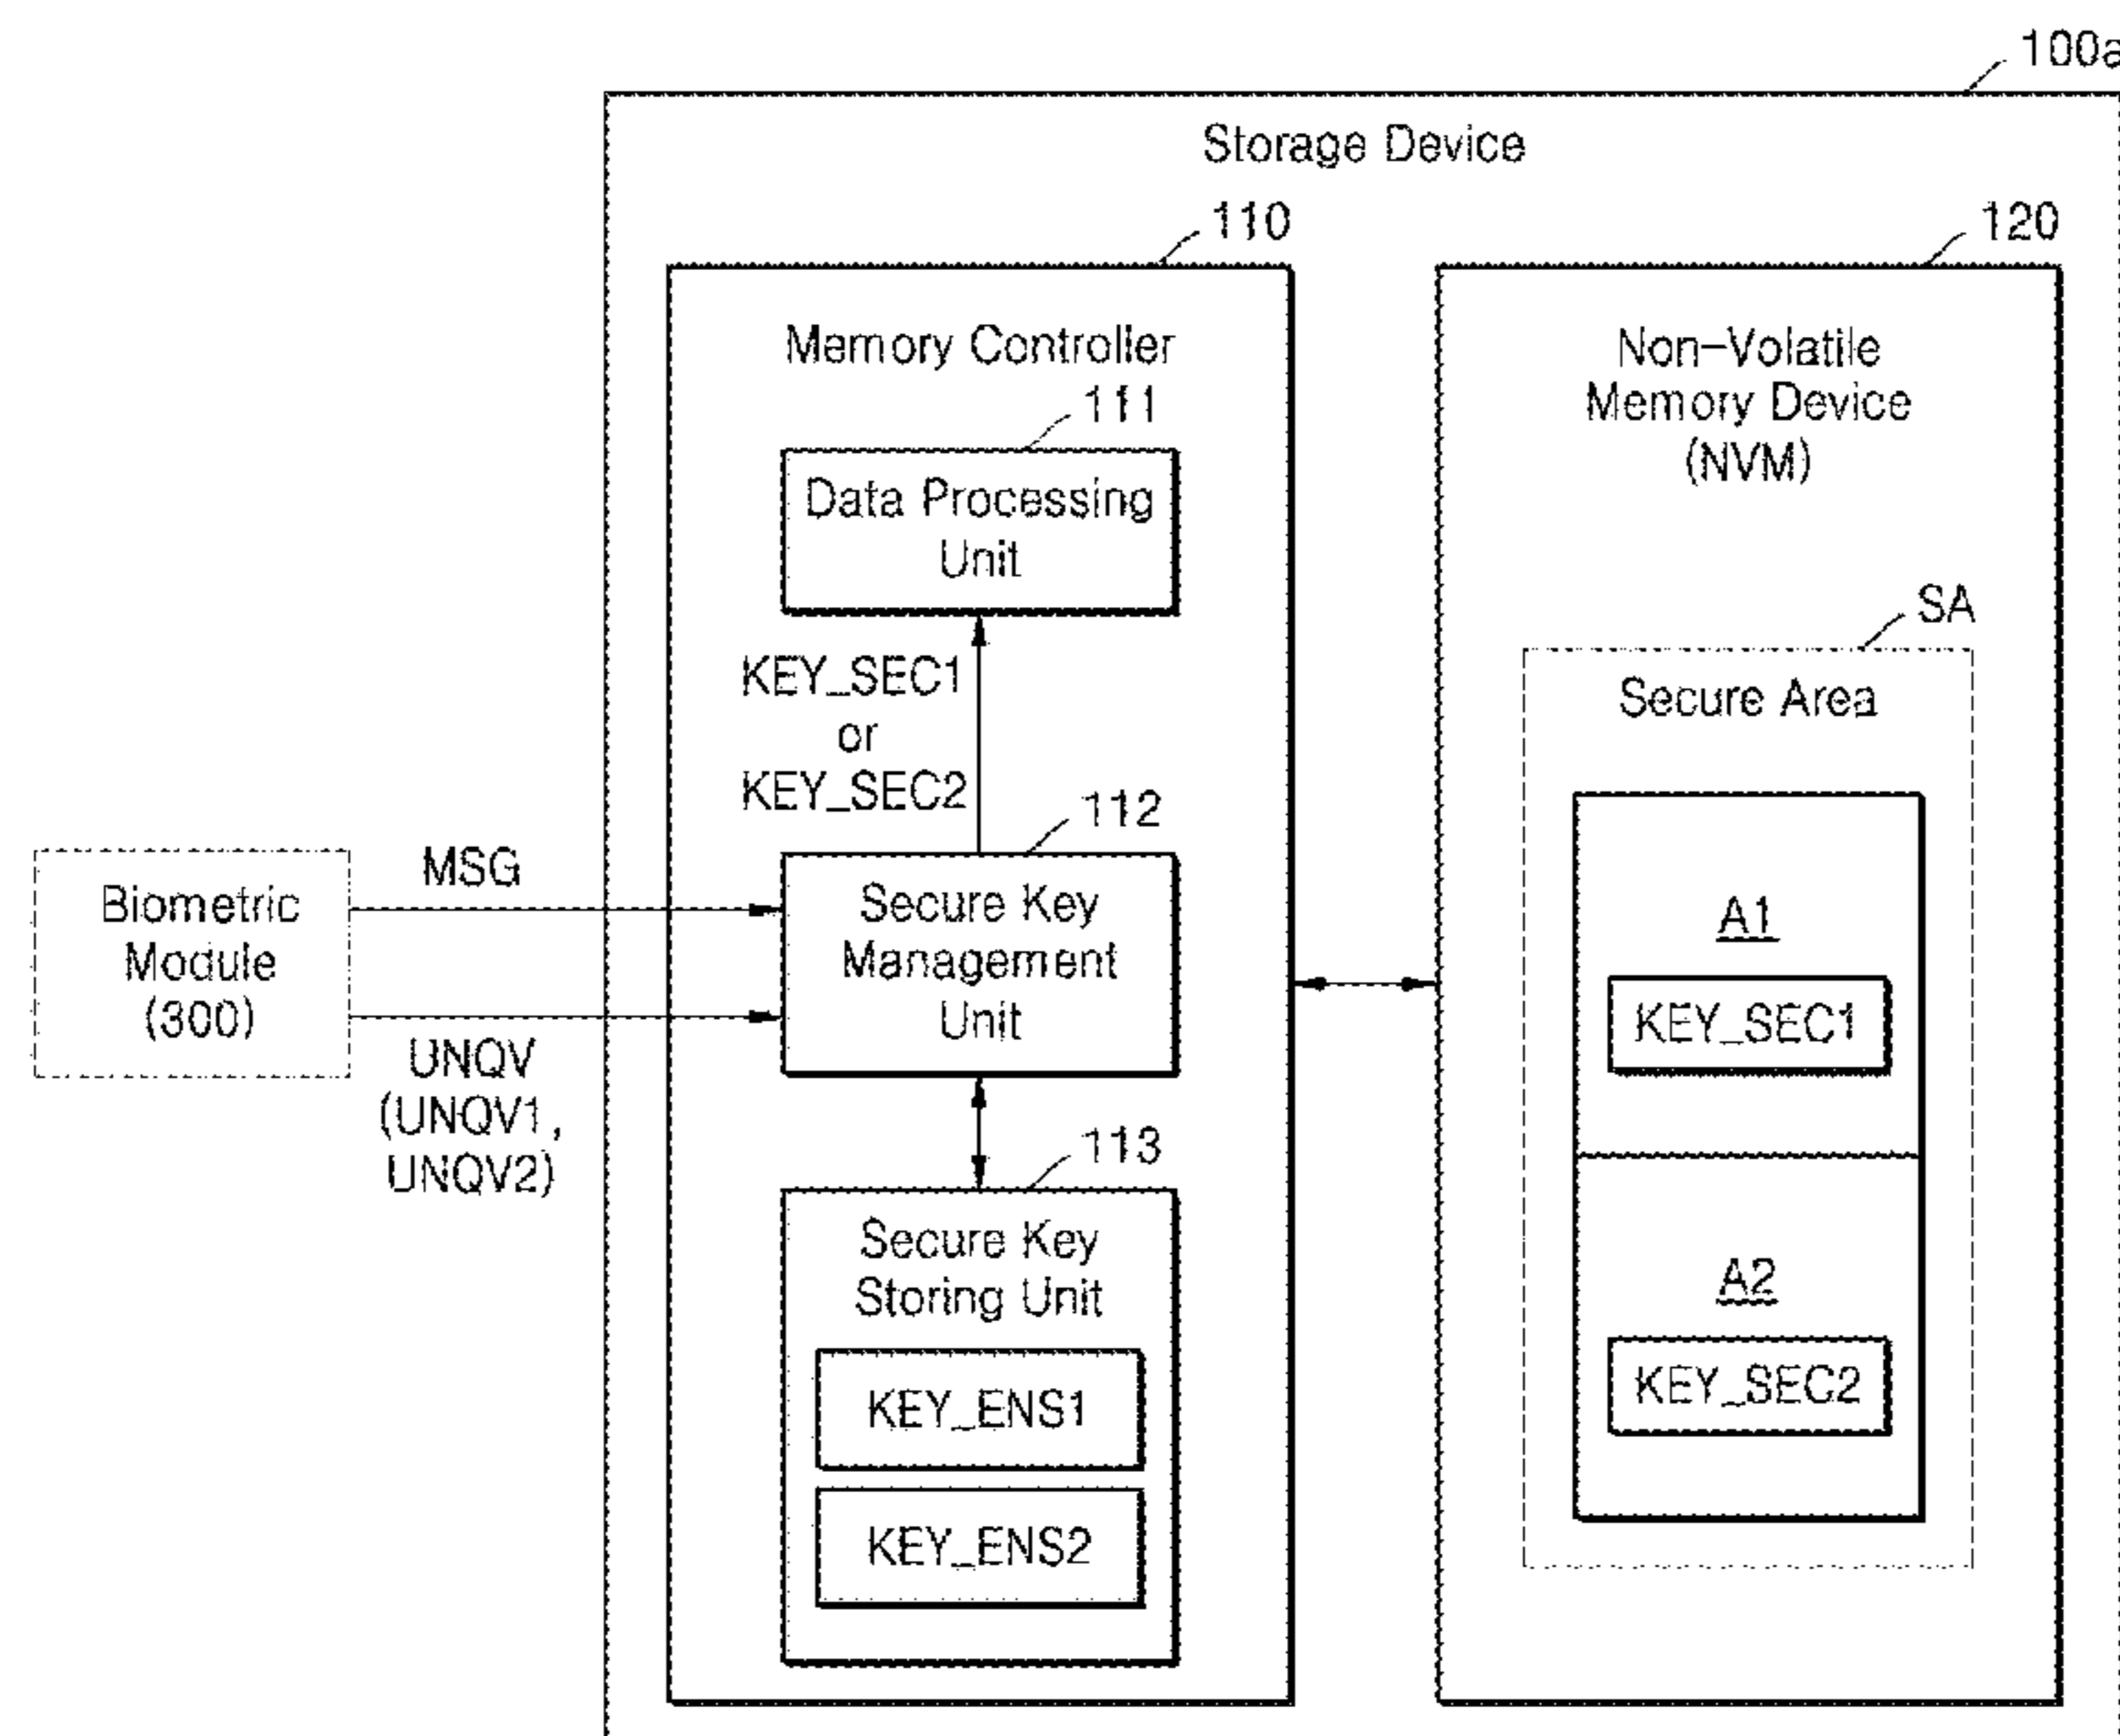 100a
Storage Device
110
120
Memory Controller
Non-Volatile
Memory Device
(NVM)
111
Data Processing
Unit
SA
Secure Area
KEY_SEC1
or
KEY_SEC2
112
MSG
Biometric
Module
(300)
Secure Key
Management
Unit
A1
KEY_SEC1
UNQV
(UNQV1,
UNQV2)
113
Secure Key
Storing Unit
KEY_ENS1
KEY_ENS2
A2
KEY_SEC2